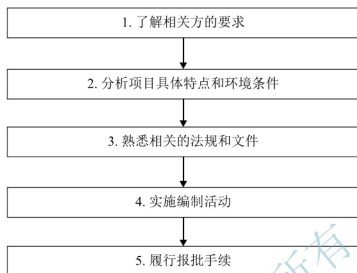 1. 了解相关方的要求
2. 分析项目具体特点和环境条件
3. 熟悉相关的法规和文件
4. 实施编制活动
5. 履行报批手续
所有